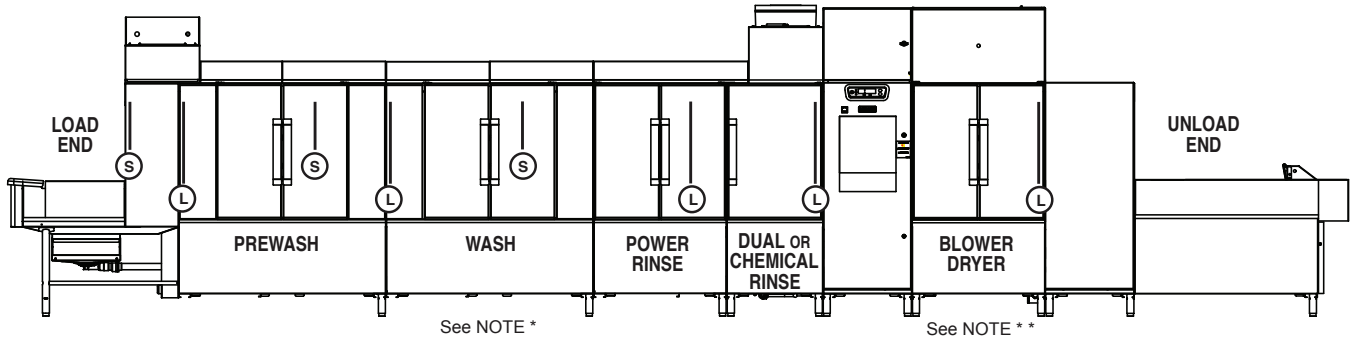 LOAD
END
S
L
S
L
S
L
L
L
UNLOAD
END
PREWASH
WASH
POWER
RINSE
DUAL OR
CHEMICAL
RINSE
BLOWER
DRYER
See NOTE *
See NOTE * *